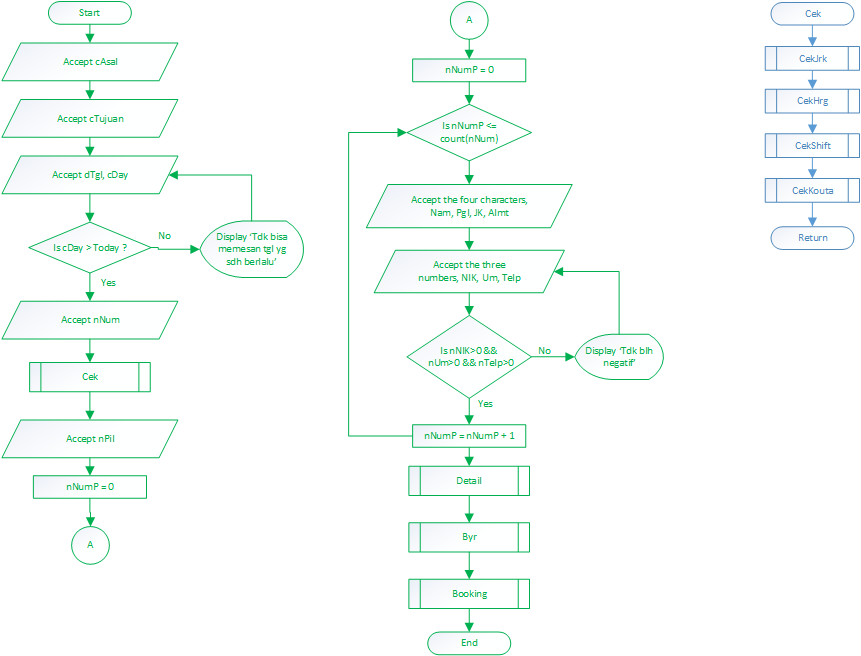 Start
Accept cAsal
Accept cTujuan
Accept dTgl, cDay
Is cDay > Today ?
No
Display ‘Tdk bisa
memesan tgl yg
sdh berlalu’
Yes
Accept nNum
Cek
Accept nPil
nNumP = 0
A
A
nNumP = 0
Is nNumP <=
count(nNum)
Accept the four characters,
Nam, Pgl, JK, Almt
Accept the three
numbers, NIK, Um, Telp
Is nNIK>0 &&
nUm>0 && nTelp>0
No
Display ‘Tdk blh
negatif’
Yes
nNumP = nNumP + 1
Detail
Byr
Booking
End
Cek
CekJrk
CekHrg
CekShift
CekKouta
Return